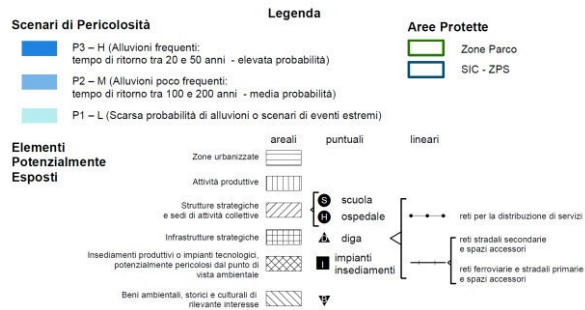 Legenda
Scenari di Pericolosità
P3 – H (Alluvioni frequenti:
tempo di ritorno tra 20 e 50 anni - elevata probabilità)
P2 – M (Alluvioni poco frequenti:
tempo di ritorno tra 100 e 200 anni - media probabilità)
P1 – L (Scarsa probabilità di alluvioni o scenari di eventi estremi)
Aree Protette
Zone Parco
SIC - ZPS
Elementi
Potenzialmente
Esposti
areali
puntuali
lineari
Zone urbanizzate
Attività produttive
Strutture strategiche
e sedi di attività collettive
S scuola
H ospedale
Infrastrutture strategiche
D diga
Insediamenti produttivi o impianti tecnologici,
potenzialmente pericolosi dal punto di
vista ambientale
I impianti
insediamenti
Beni ambientali, storici e culturali di
rilevante interesse
B
reti per la distribuzione di servizi
reti stradali secondarie
e spazi accessori
reti ferroviarie e stradali primarie
e spazi accessori